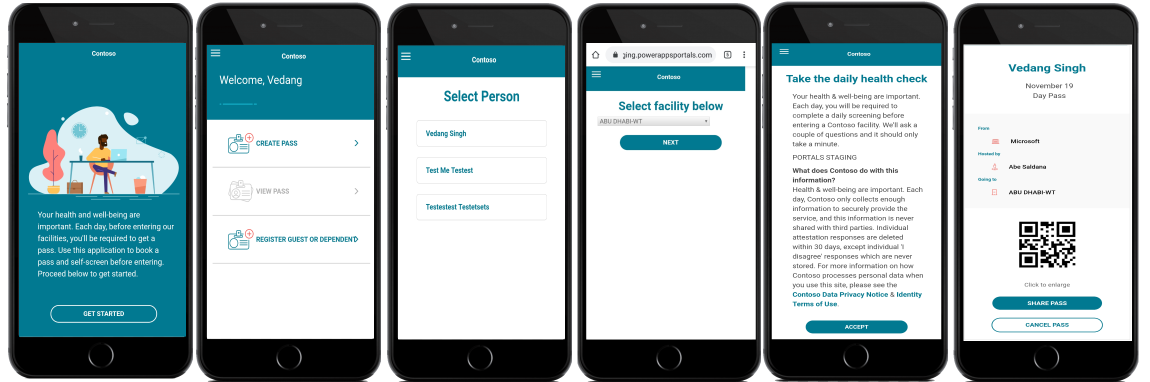 Contoso
Your health and well-being are
important. Each day, before entering our
facilities, you'll be required to get a
pass. Use this application to book a
pass and self-screen before entering.
Proceed below to get started.
GET STARTED
Contoso
Welcome, Vedang
CREATE PASS
VIEW PASS
REGISTER GUEST OR DEPENDENT
Contoso
Select Person
Vedang Singh
Test Me Testest
Testestest Testetsets
ging.powerappsportals.com
5
Contoso
Select facility below
ABU DHABI-WT
NEXT
Contoso
Take the daily health check
Your health & well-being are important.
Each day, you will be required to
complete a daily screening before
entering a Contoso facility. We'll ask a
couple of questions and it should only
take a minute.
PORTALS STAGING
What does Contoso do with this
information?
Health & well-being are important. Each
day, Contoso only collects enough
information to securely provide the
service, and this information is never
shared with third parties. Individual
attestation responses are deleted
within 30 days, except individual 'I
disagree' responses which are never
stored. For more information on how
Contoso processes personal data when
you use this site, please see the
Contoso Data Privacy Notice & Identity
Terms of Use.
ACCEPT
Vedang Singh
November 19
Day Pass
From
Microsoft
Hosted by
Abe Saldana
Going to
ABU DHABI-WT
Click to enlarge
SHARE PASS
CANCEL PASS